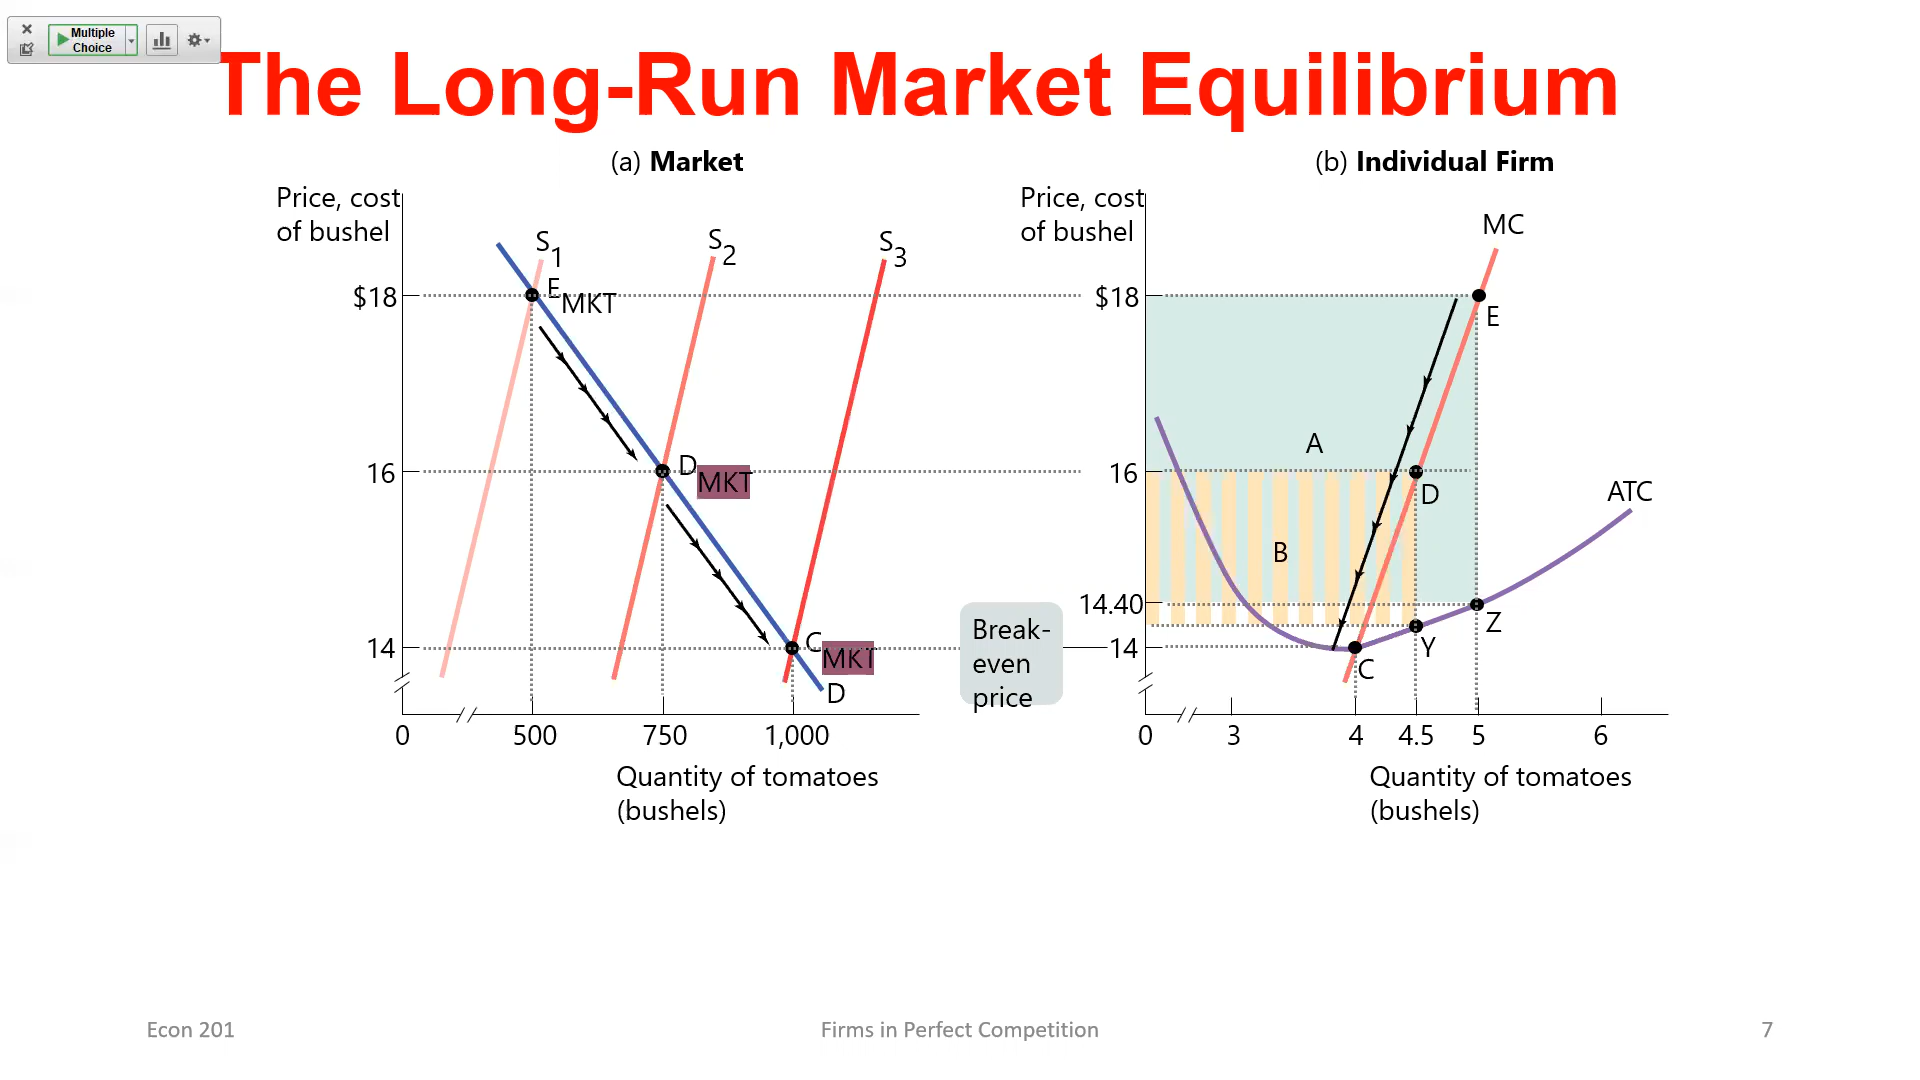 Multiple
Choice
The Long-Run Market Equilibrium
(a) Market
Price, cost
of bushel
S1
S2
S3
$18
EMKT
16
DMKT
14
CMKT
D
0
500
750
1,000
Quantity of tomatoes
(bushels)
Break-
even
price
(b) Individual Firm
Price, cost
of bushel
MC
$18
E
A
16
D
ATC
B
14.40
Z
14
Y
C
0
3
4
4.5
5
6
Quantity of tomatoes
(bushels)
Econ 201
Firms in Perfect Competition
7